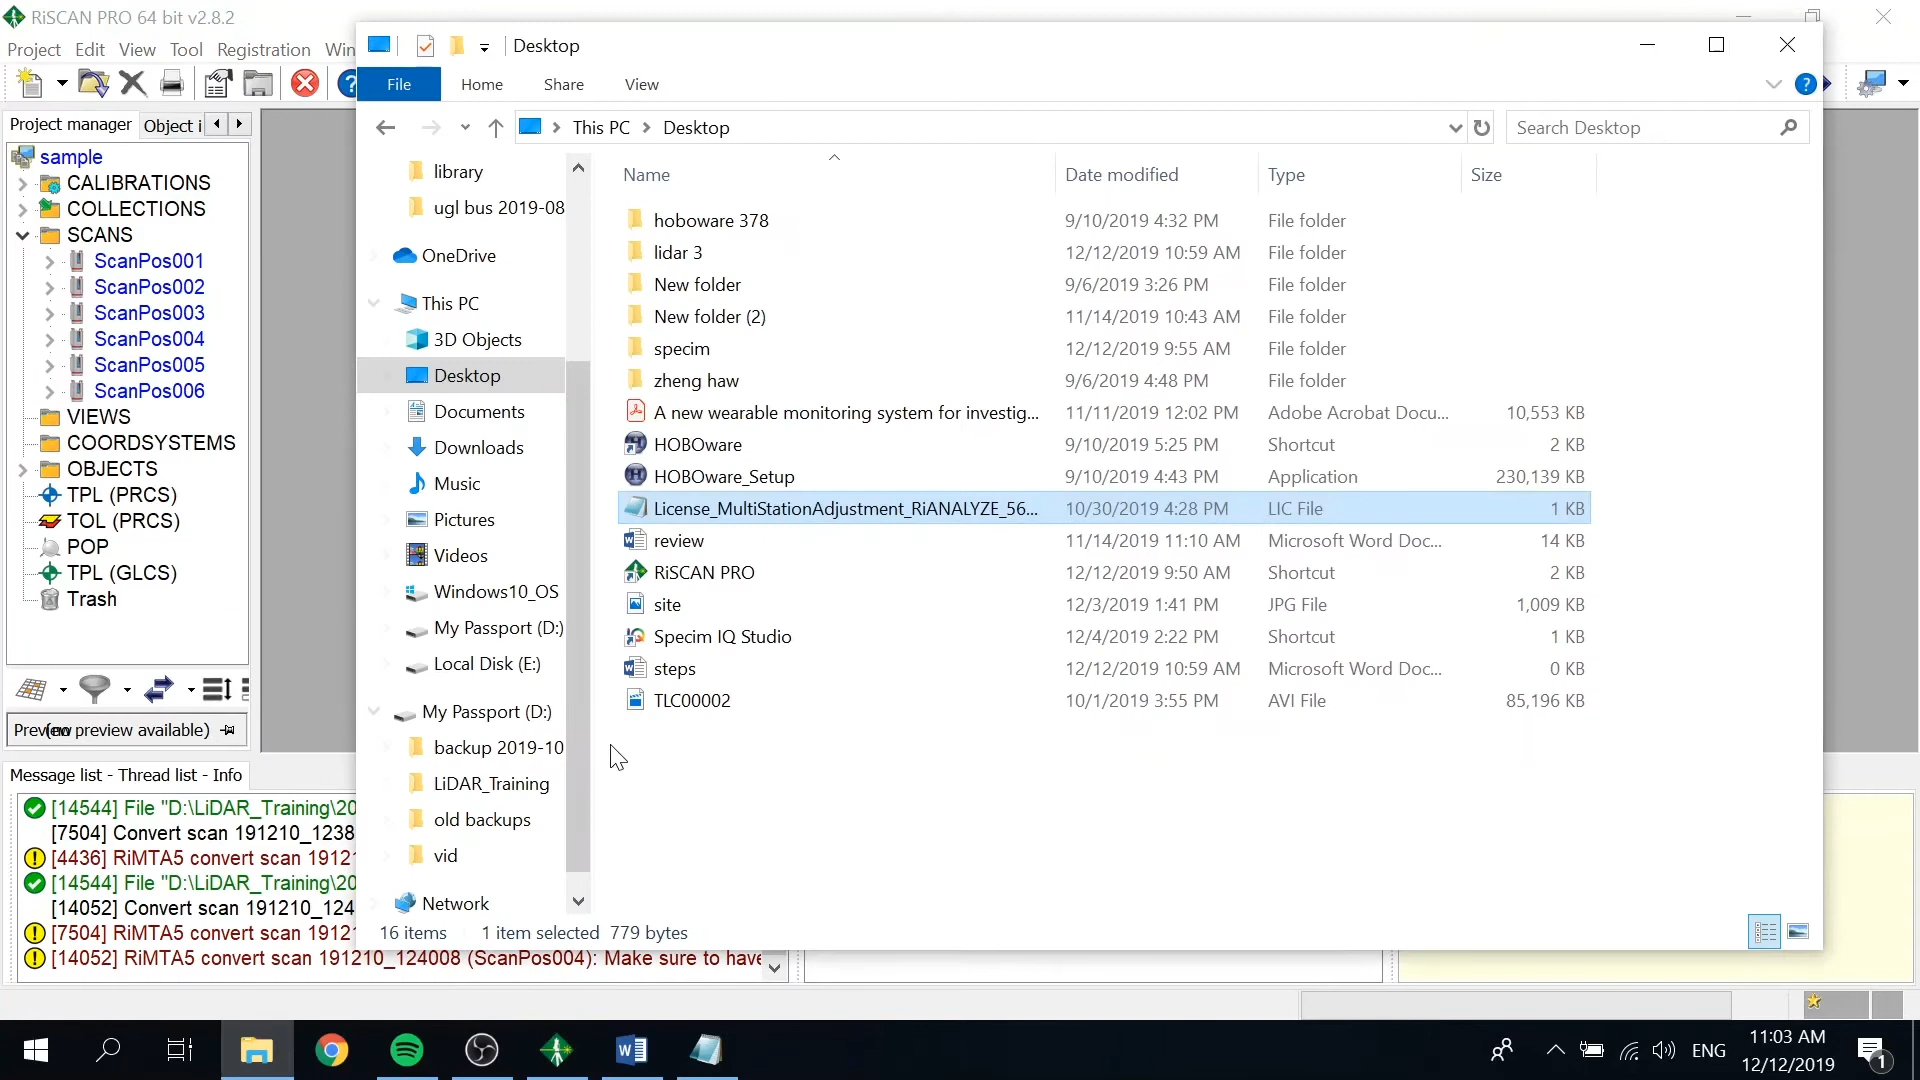 RiSCAN PRO 64 bit v2.8.2
Project Edit View Tool Registration Win
Project manager
Object i
sample
CALIBRATIONS
COLLECTIONS
SCANS
ScanPos001
ScanPos002
ScanPos003
ScanPos004
ScanPos005
ScanPos006
VIEWS
COORDSYSTEMS
OBJECTS
TPL (PRCS)
TOL (PRCS)
POP
TPL (GLCS)
Trash
preview available)
Message list - Thread list - Info
[14544] File "D:\LiDAR_Training\20
[7504] Convert scan 191210_1238
[4436] RiMTA5 convert scan 1912
[14544] File "D:\LiDAR_Training\20
[14052] Convert scan 191210_124
[7504] RiMTA5 convert scan 1912
[14052] RiMTA5 convert scan 191210_124008 (ScanPos004): Make sure to have
Desktop
File Home Share View
This PC > Desktop
Search Desktop
library
ugl bus 2019-08
OneDrive
This PC
3D Objects
Desktop
Documents
Downloads
Music
Pictures
Videos
Windows10_OS
My Passport (D:)
Local Disk (E:)
My Passport (D:)
backup 2019-10
LiDAR_Training
old backups
vid
Network
Name Date modified Type Size
hoboware 378 9/10/2019 4:32 PM File folder
lidar 3 12/12/2019 10:59 AM File folder
New folder 9/6/2019 3:26 PM File folder
New folder (2) 11/14/2019 10:43 AM File folder
specim 12/12/2019 9:55 AM File folder
zheng haw 9/6/2019 4:48 PM File folder
A new wearable monitoring system for investig... 11/11/2019 12:02 PM Adobe Acrobat Docu... 10,553 KB
HOBOware 9/10/2019 5:25 PM Shortcut 2 KB
HOBOware_Setup 9/10/2019 4:43 PM Application 230,139 KB
License_MultiStationAdjustment_RiANALYZE_56... 10/30/2019 4:28 PM LIC File 1 KB
review 11/14/2019 11:10 AM Microsoft Word Doc... 14 KB
RiSCAN PRO 12/12/2019 9:50 AM Shortcut 2 KB
site 12/3/2019 1:41 PM JPG File 1,009 KB
Specim IQ Studio 12/4/2019 2:22 PM Shortcut 1 KB
steps 12/12/2019 10:59 AM Microsoft Word Doc... 0 KB
TLC00002 10/1/2019 3:55 PM AVI File 85,196 KB
16 items 1 item selected 779 bytes
ENG
11:03 AM
12/12/2019
1